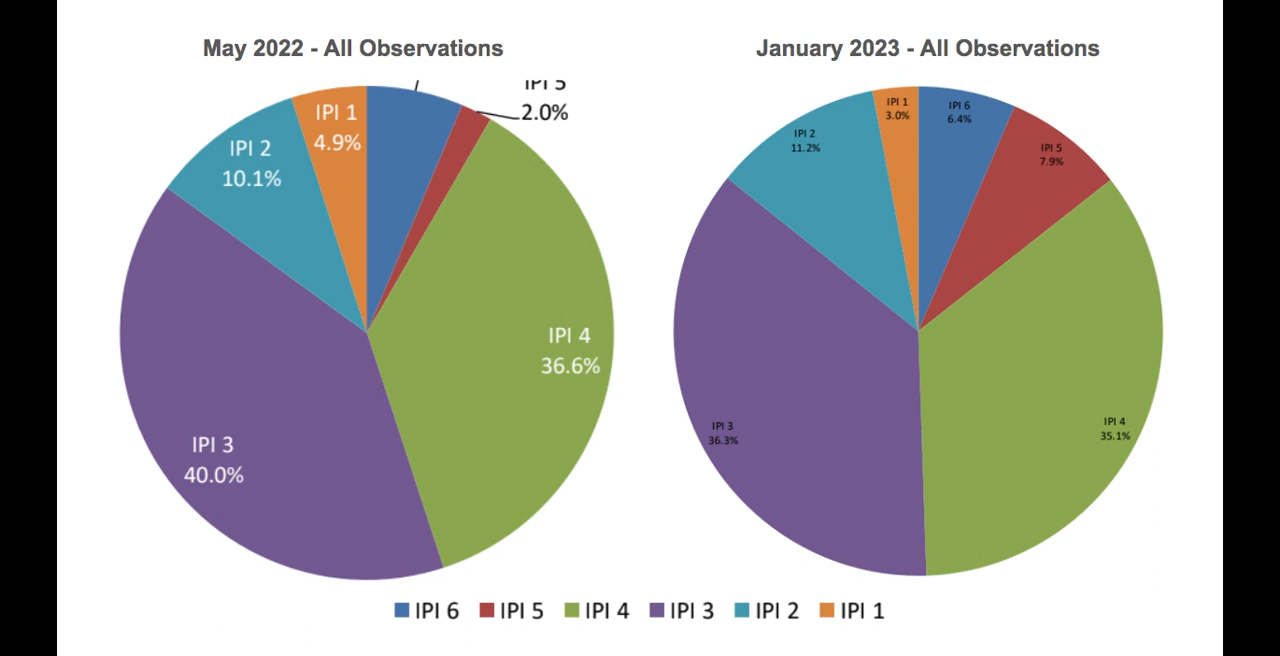 May 2022 - All Observations
January 2023 - All Observations
IPI 5
2.0%
IPI 1
4.9%
IPI 2
10.1%
IPI 4
36.6%
IPI 3
40.0%
IPI 1
3.0%
IPI 6
6.4%
IPI 2
11.2%
IPI 5
7.9%
IPI 3
36.3%
IPI 4
35.1%
IPI 6
IPI 5
IPI 4
IPI 3
IPI 2
IPI 1